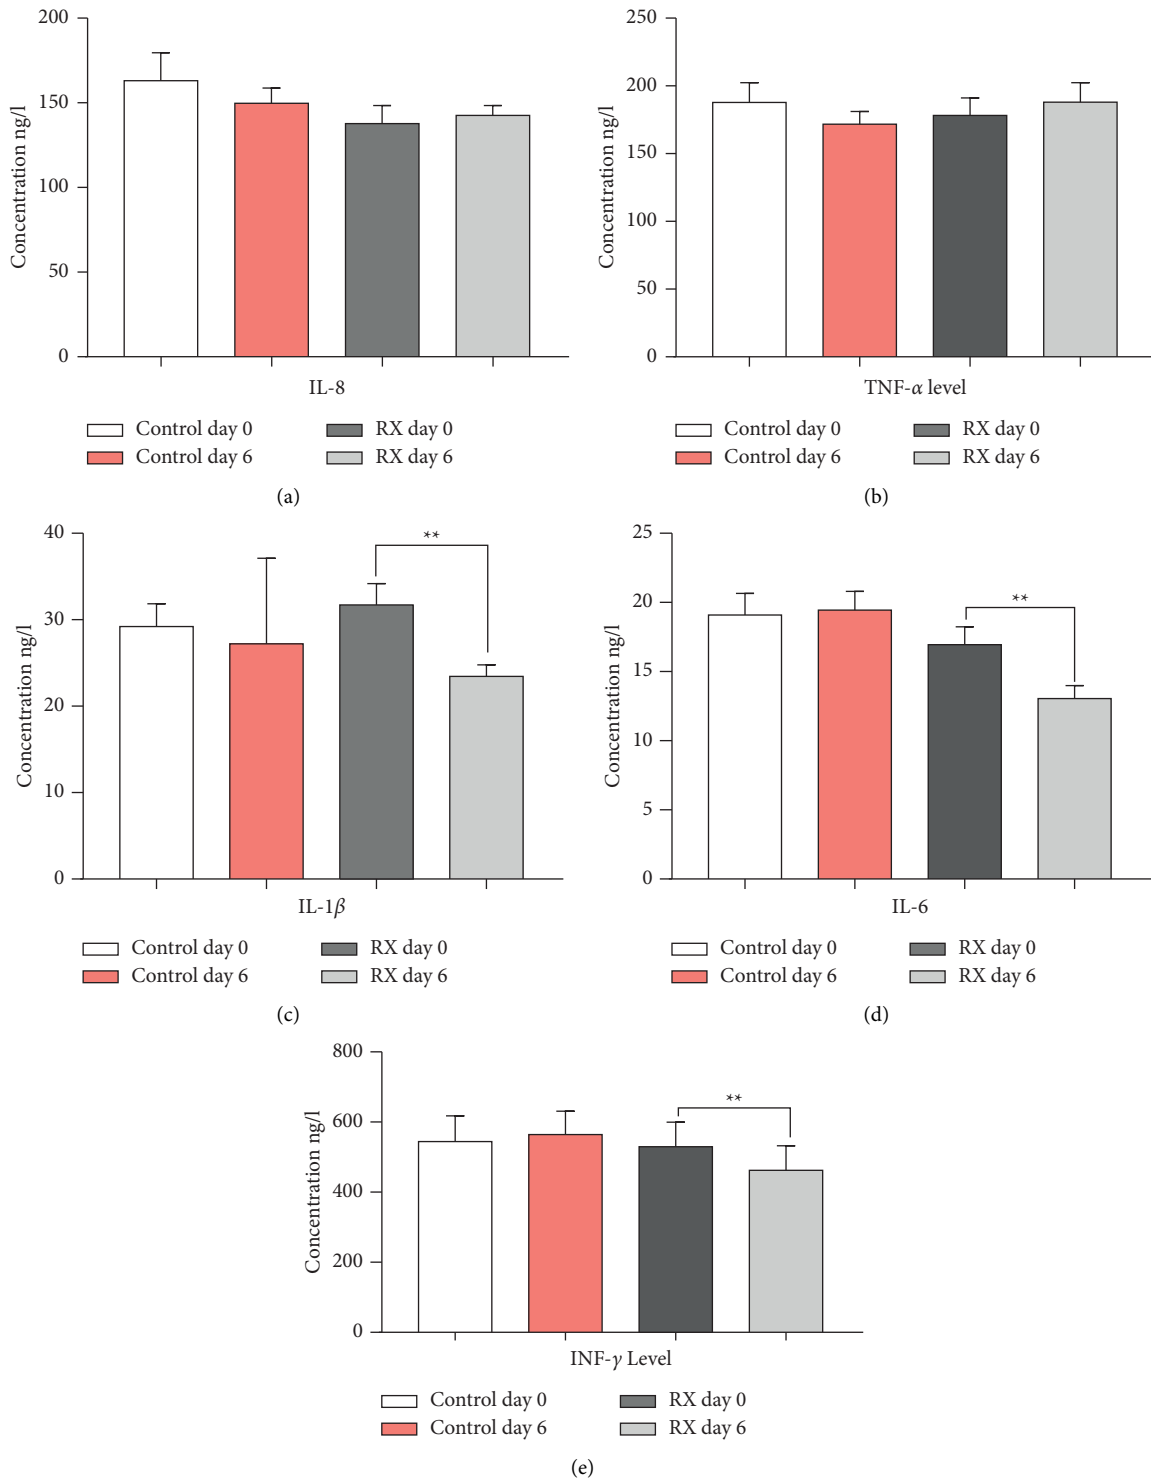 200
150
100
50
0
Concentration ng/l
IL-8
Control day 0
RX day 0
Control day 6
RX day 6
(a)
250
200
150
100
50
0
Concentration ng/l
TNF-α level
Control day 0
RX day 0
Control day 6
RX day 6
(b)
40
30
20
10
0
Concentration ng/l
**
IL-1β
Control day 0
RX day 0
Control day 6
RX day 6
(c)
25
20
15
10
5
0
Concentration ng/l
**
IL-6
Control day 0
RX day 0
Control day 6
RX day 6
(d)
800
600
400
200
0
Concentration ng/l
**
INF-γ Level
Control day 0
RX day 0
Control day 6
RX day 6
(e)